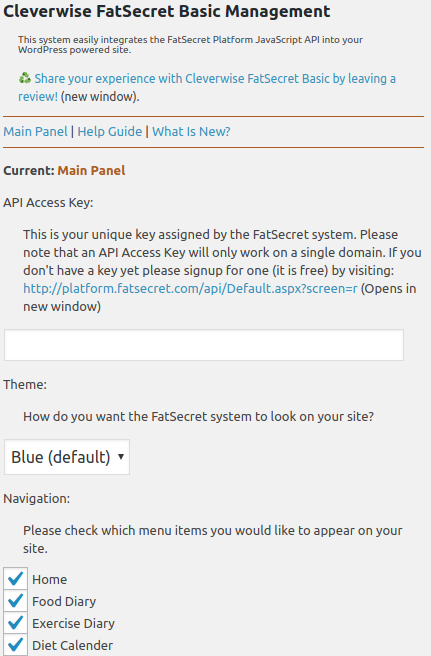 Cleverwise FatSecret Basic Management
This system easily integrates the FatSecret Platform JavaScript API into your
WordPress powered site.
Share your experience with Cleverwise FatSecret Basic by leaving a
review! (new window).
Main Panel | Help Guide | What Is New?
Current: Main Panel
API Access Key:
This is your unique key assigned by the FatSecret system. Please
note that an API Access Key will only work on a single domain. If you
don't have a key yet please signup for one (it is free) by visiting:
http://platform.fatsecret.com/api/Default.aspx?screen=r (Opens in
new window)
Theme:
How do you want the FatSecret system to look on your site?
Blue (default)
Navigation:
Please check which menu items you would like to appear on your
site.
Home
Food Diary
Exercise Diary
Diet Calender